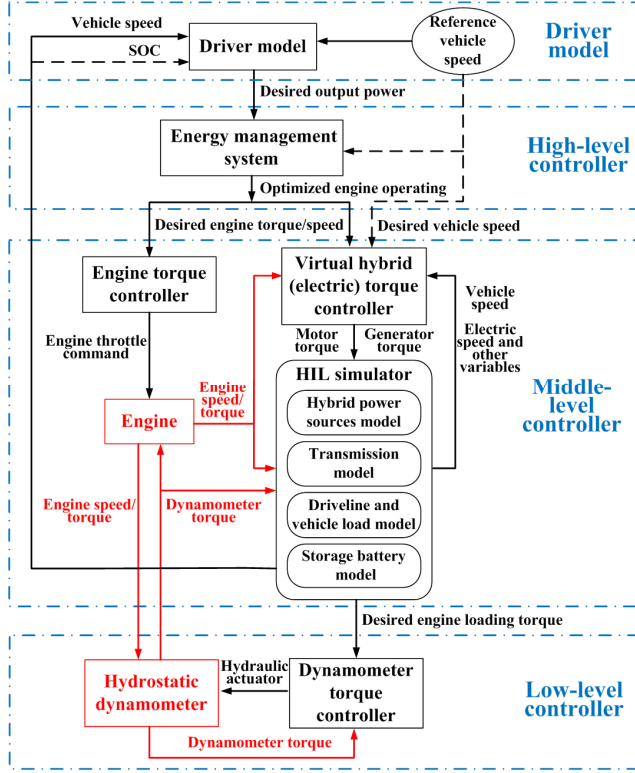 Vehicle speed
SOC
Driver model
Reference
vehicle
speed
Driver
model
Desired output power
Energy management
system
High-level
controller
Optimized engine operating
Desired engine torque/speed
Desired vehicle speed
Engine torque
controller
Virtual hybrid
(electric) torque
controller
Vehicle
speed
Electric
speed and
other
variables
Engine throttle
command
Motor
torque
Generator
torque
HIL simulator
Engine
speed/
torque
Hybrid power
sources model
Engine
Middle-
level
controller
Transmission
model
Engine speed/
torque
Dynamometer
torque
Driveline and
vehicle load model
Storage battery
model
Desired engine loading torque
Hydrostatic
dynamometer
Hydraulic
actuator
Dynamometer
torque
controller
Low-level
controller
Dynamometer torque